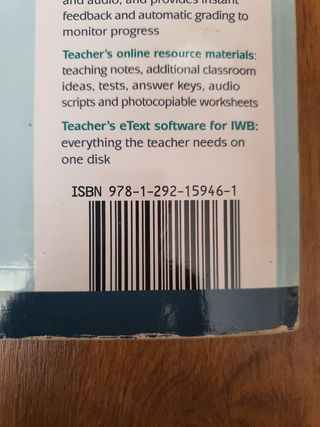 and audio, and provides instant
feedback and automatic grading to
monitor progress
Teacher's online resource materials:
teaching notes, additional classroom
ideas, tests, answer keys, audio
scripts and photocopiable worksheets
Teacher's eText software for IWB:
everything the teacher needs on
one disk
ISBN 978-1-292-15946-1